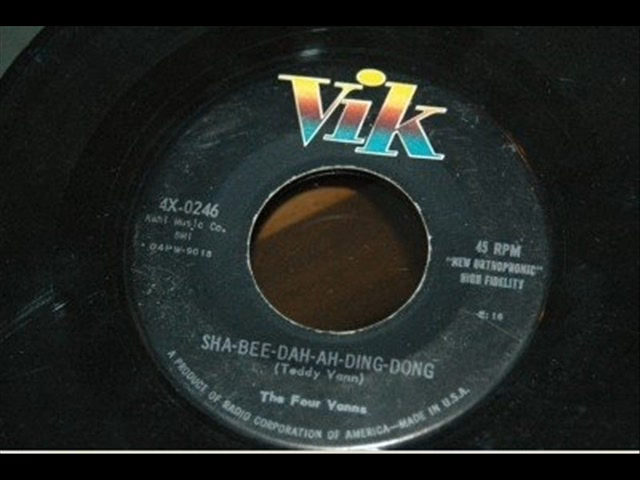 Vik
4X-0246
Kahl Music Co.
BMI
04PW-9018
45 RPM
"NEW ORTHOPHONIC"
HIGH FIDELITY
2:16
SHA-BEE-DAH-AH-DING-DONG
(Teddy Vann)
The Four Vanns
A PRODUCT OF RADIO CORPORATION OF AMERICA—MADE IN U.S.A.